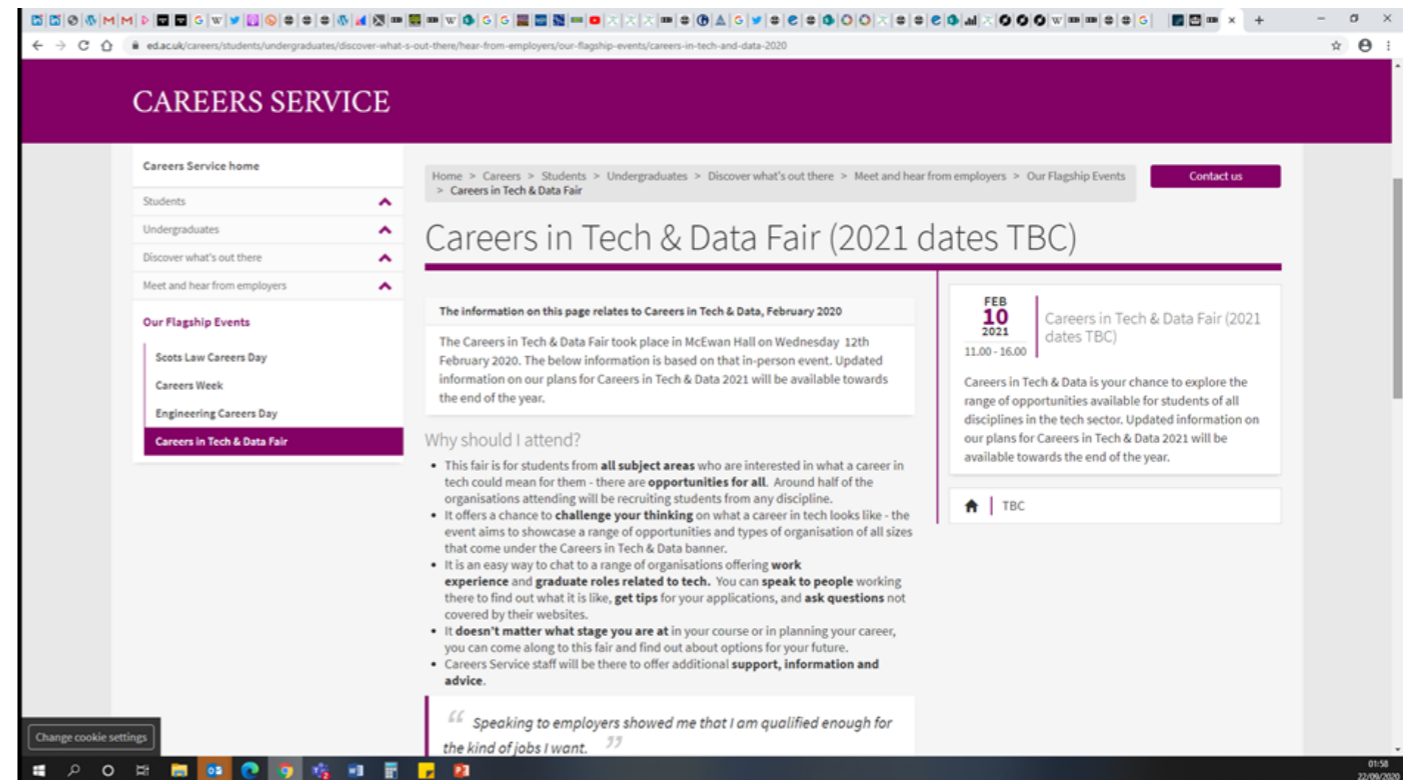 ed.ac.uk/careers/students/undergraduates/discover-what-s-out-there/hear-from-employers/our-flagship-events/careers-in-tech-and-data-2020
CAREERS SERVICE
Careers Service home
Students
Undergraduates
Discover what's out there
Meet and hear from employers
Our Flagship Events
Scots Law Careers Day
Careers Week
Engineering Careers Day
Careers in Tech & Data Fair
Home > Careers > Students > Undergraduates > Discover what's out there > Meet and hear from employers > Our Flagship Events
> Careers in Tech & Data Fair
Contact us
Careers in Tech & Data Fair (2021 dates TBC)
The information on this page relates to Careers in Tech & Data, February 2020
The Careers in Tech & Data Fair took place in McEwan Hall on Wednesday 12th
February 2020. The below information is based on that in-person event. Updated
information on our plans for Careers in Tech & Data 2021 will be available towards
the end of the year.
Why should I attend?
• This fair is for students from all subject areas who are interested in what a career in
tech could mean for them - there are opportunities for all. Around half of the
organisations attending will be recruiting students from any discipline.
• It offers a chance to challenge your thinking on what a career in tech looks like - the
event aims to showcase a range of opportunities and types of organisation of all sizes
that come under the Careers in Tech & Data banner.
• It is an easy way to chat to a range of organisations offering work
experience and graduate roles related to tech. You can speak to people working
there to find out what it is like, get tips for your applications, and ask questions not
covered by their websites.
• It doesn't matter what stage you are at in your course or in planning your career,
you can come along to this fair and find out about options for your future.
• Careers Service staff will be there to offer additional support, information and
advice.
“ Speaking to employers showed me that I am qualified enough for
the kind of jobs I want. ”
FEB
10
2021
11.00 - 16.00
Careers in Tech & Data Fair (2021
dates TBC)
Careers in Tech & Data is your chance to explore the
range of opportunities available for students of all
disciplines in the tech sector. Updated information on
our plans for Careers in Tech & Data 2021 will be
available towards the end of the year.
TBC
Change cookie settings
01:58
22/09/2020